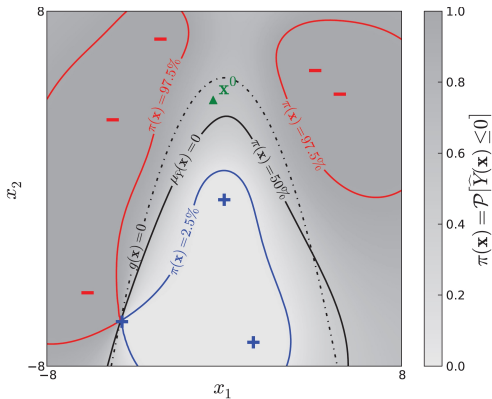 8
x₂
−8
−8
x₁
8
π(x)=97.5%
x⁰
π(x)=97.5%
μ_Ŷ(x)=0
π(x)=50%
g(x)=0
π(x)=2.5%
1.0
0.8
0.6
0.4
0.2
0.0
π(x)=𝒫[Ŷ(x) ≤0]